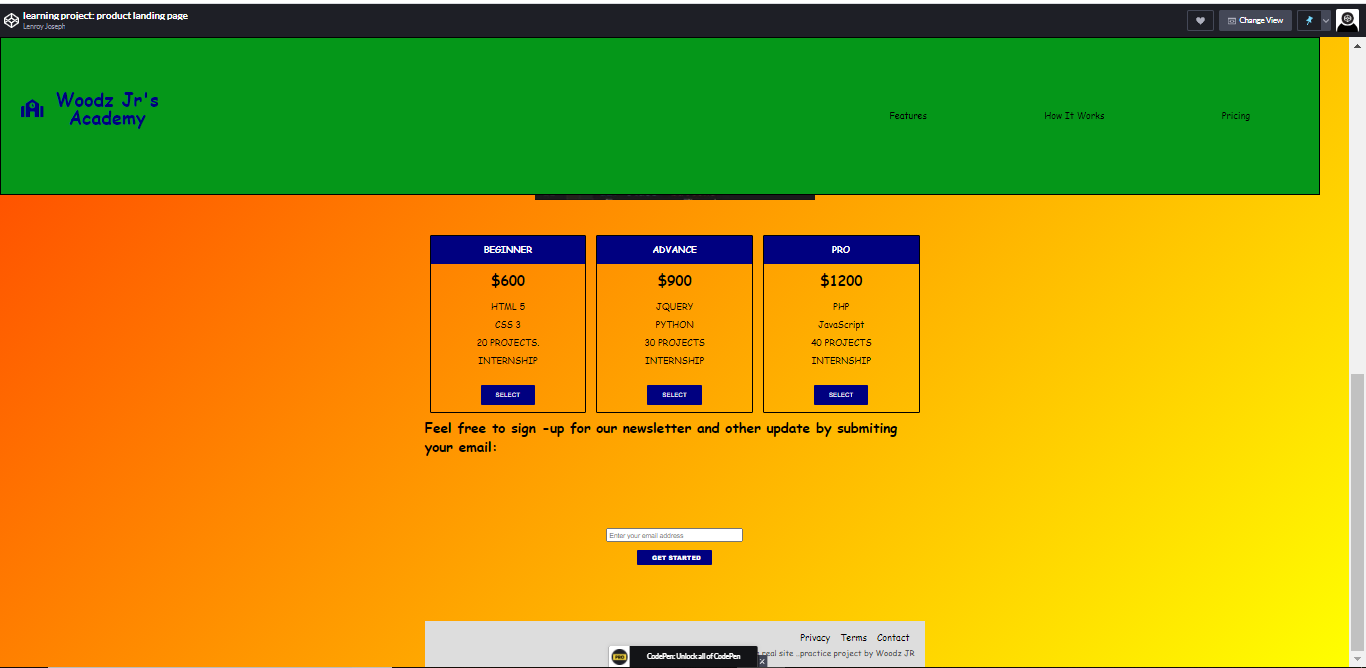 learning project: product landing page
Lenroy Joseph
Change View
Woodz Jr's
Academy
Features
How It Works
Pricing
BEGINNER
$600
HTML 5
CSS 3
20 PROJECTS.
INTERNSHIP
SELECT
ADVANCE
$900
JQUERY
PYTHON
30 PROJECTS
INTERNSHIP
SELECT
PRO
$1200
PHP
JavaScript
40 PROJECTS
INTERNSHIP
SELECT
Feel free to sign -up for our newsletter and other update by submiting
your email:
Enter your email address
GET STARTED
Privacy Terms Contact
real site ..practice project by Woodz JR
PRO
CodePen: Unlock all of CodePen